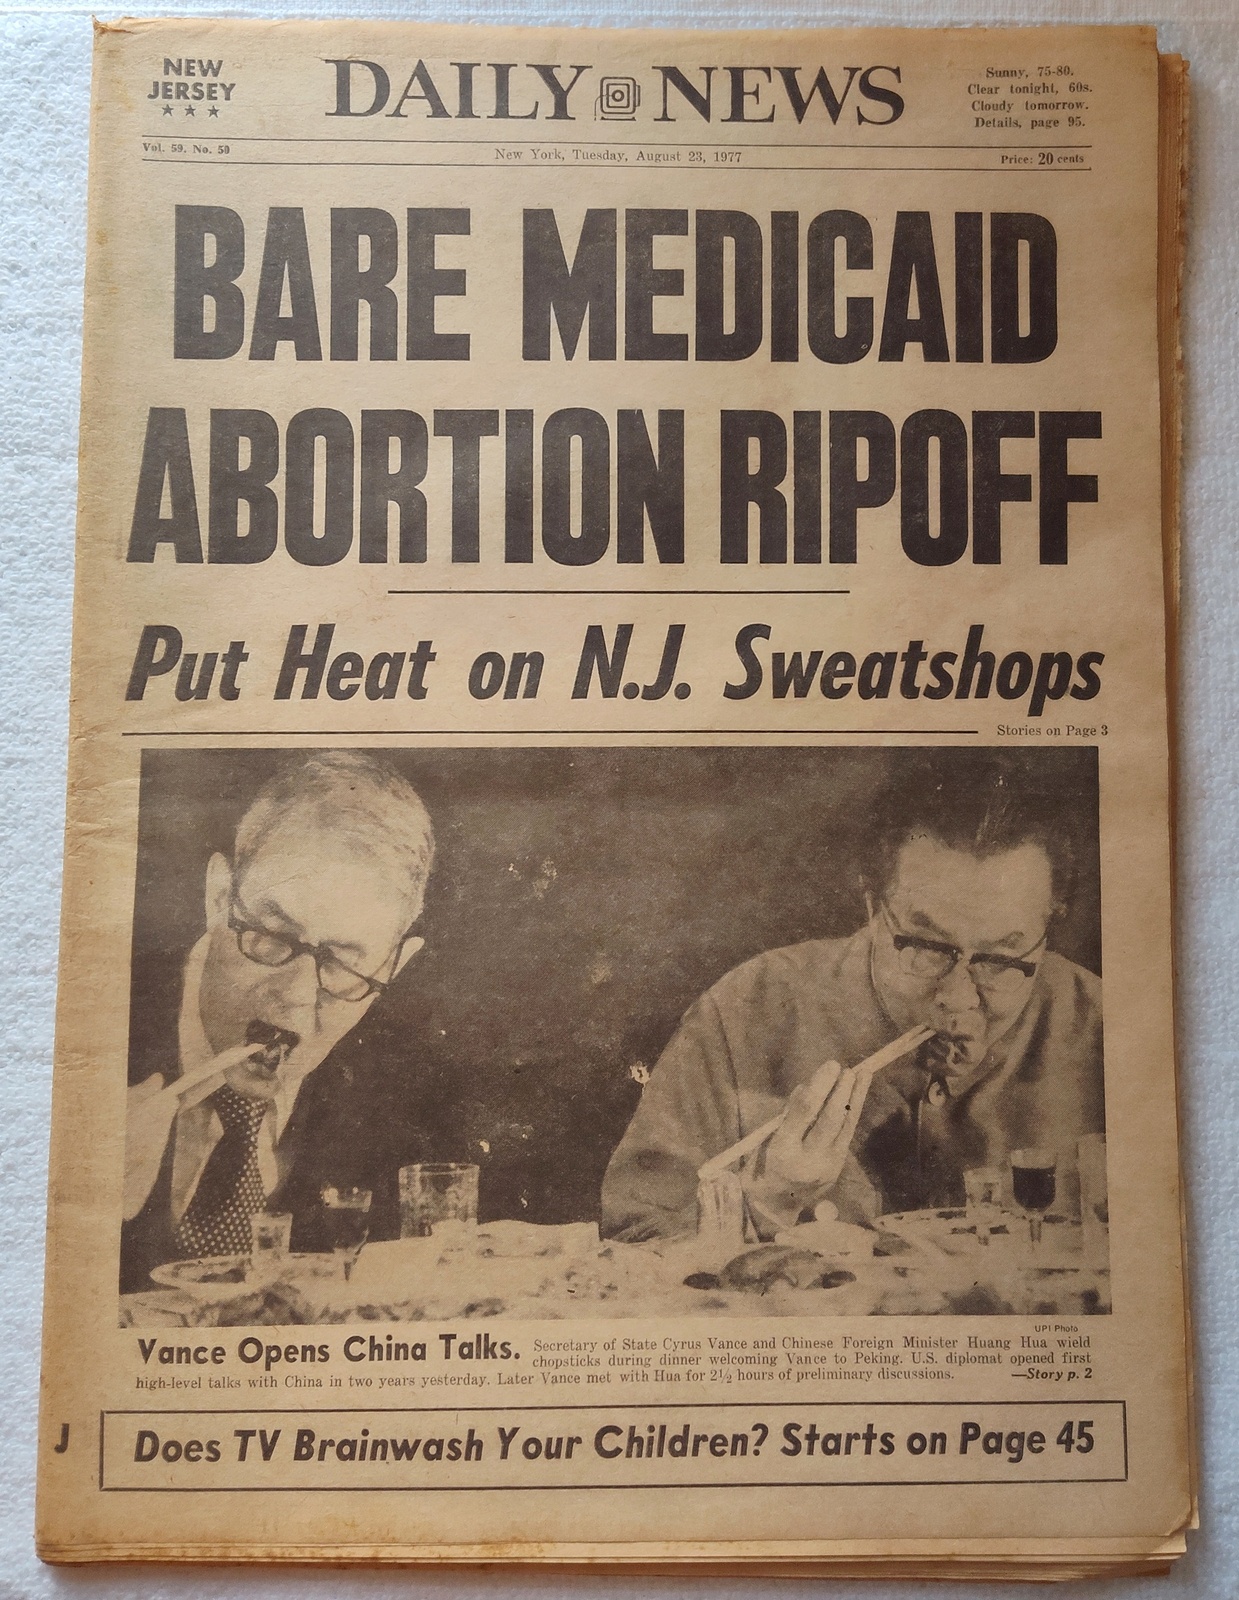 NEW
JERSEY
★ ★ ★
DAILY NEWS
Sunny, 75-80.
Clear tonight, 60s.
Cloudy tomorrow.
Details, page 95.
Vol. 59. No. 50
New York, Tuesday, August 23, 1977
Price: 20 cents
BARE MEDICAID
ABORTION RIPOFF
Put Heat on N.J. Sweatshops
Stories on Page 3
UPI Photo
Vance Opens China Talks. Secretary of State Cyrus Vance and Chinese Foreign Minister Huang Hua wield
chopsticks during dinner welcoming Vance to Peking. U.S. diplomat opened first
high-level talks with China in two years yesterday. Later Vance met with Hua for 2½ hours of preliminary discussions. —Story p. 2
J
Does TV Brainwash Your Children? Starts on Page 45